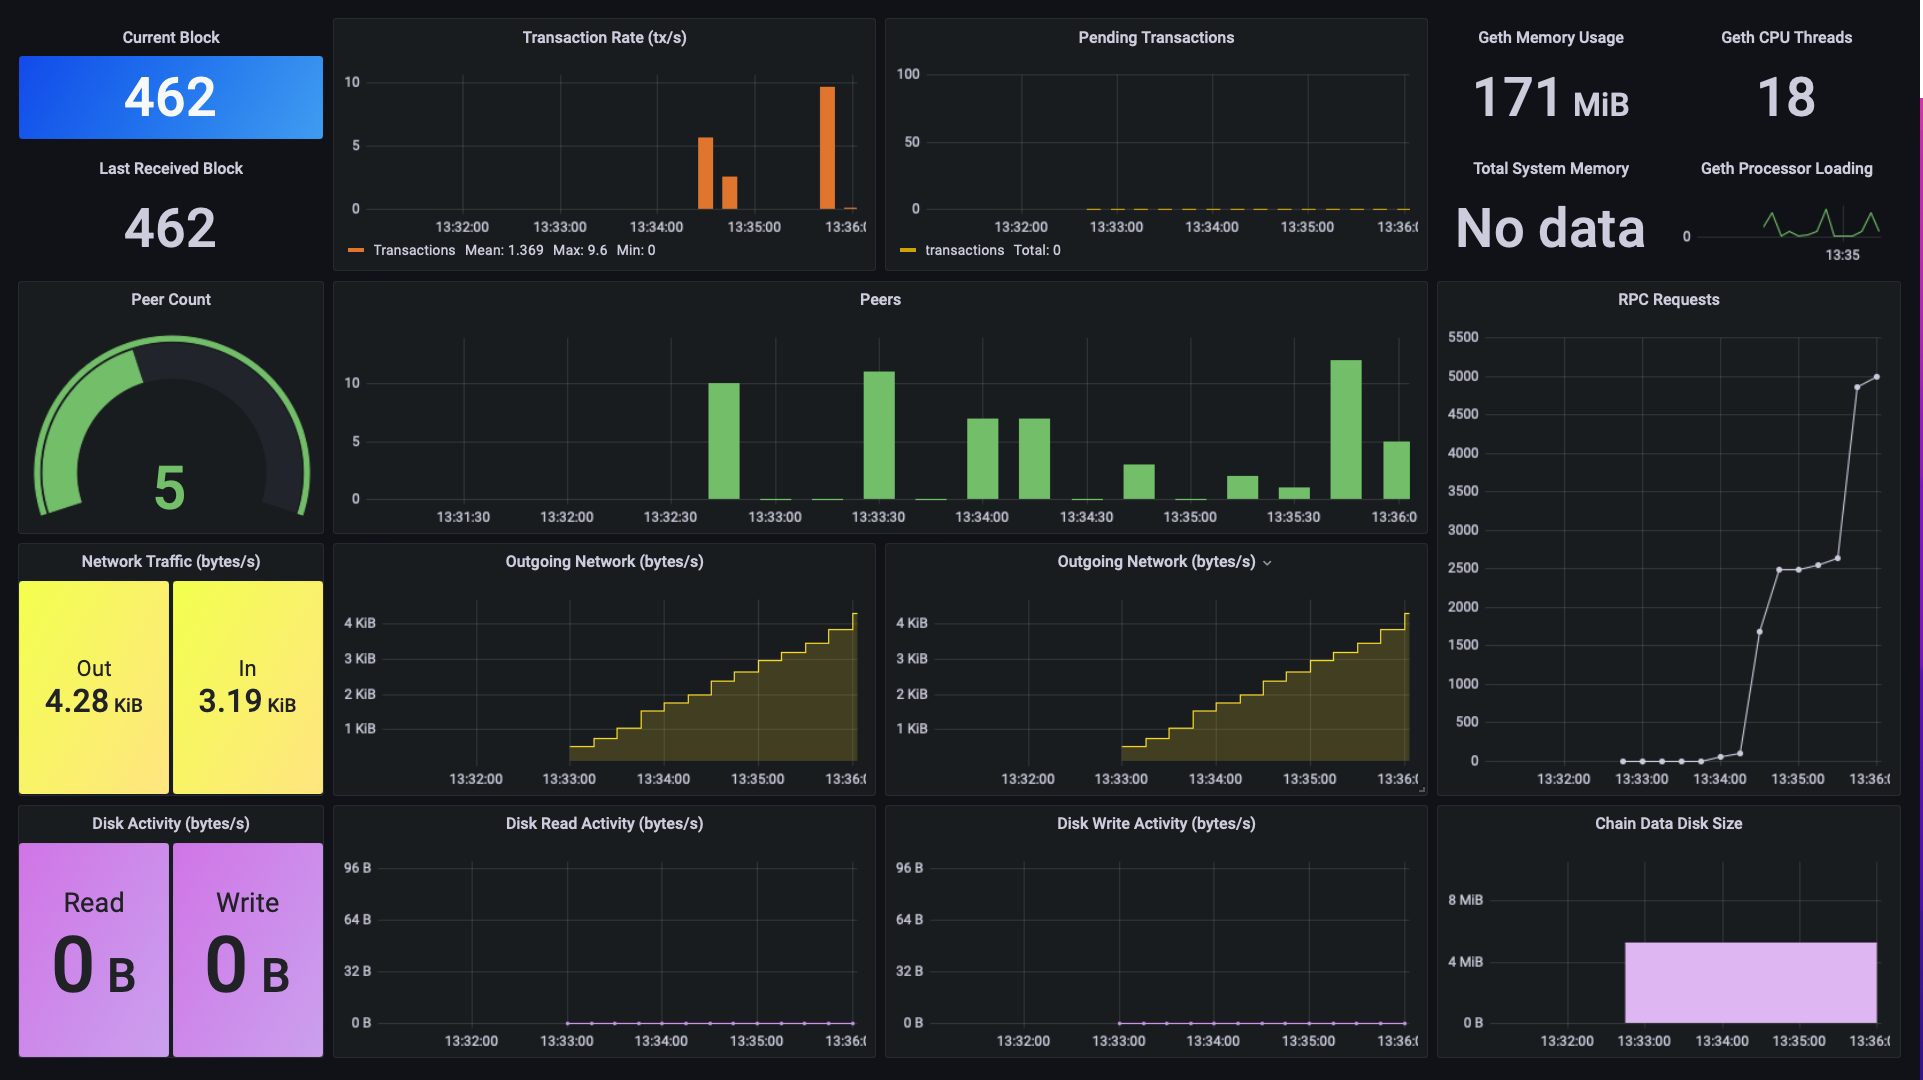 Current Block
462
Last Received Block
462
Transaction Rate (tx/s)
10
5
0
13:32:00 13:33:00 13:34:00 13:35:00 13:36:0
Transactions Mean: 1.369 Max: 9.6 Min: 0
Pending Transactions
100
50
0
13:32:00 13:33:00 13:34:00 13:35:00 13:36:0
transactions Total: 0
Geth Memory Usage
171 MiB
Geth CPU Threads
18
Total System Memory
No data
Geth Processor Loading
0
13:35
Peer Count
5
Peers
10
5
0
13:31:30 13:32:00 13:32:30 13:33:00 13:33:30 13:34:00 13:34:30 13:35:00 13:35:30 13:36:0
RPC Requests
5500
5000
4500
4000
3500
3000
2500
2000
1500
1000
500
0
13:32:00 13:33:00 13:34:00 13:35:00 13:36:0
Network Traffic (bytes/s)
Out
4.28 KiB
In
3.19 KiB
Outgoing Network (bytes/s)
4 KiB
3 KiB
2 KiB
1 KiB
13:32:00 13:33:00 13:34:00 13:35:00 13:36:0
Outgoing Network (bytes/s)
4 KiB
3 KiB
2 KiB
1 KiB
13:32:00 13:33:00 13:34:00 13:35:00 13:36:0
Disk Activity (bytes/s)
Read
0 B
Write
0 B
Disk Read Activity (bytes/s)
96 B
64 B
32 B
0 B
13:32:00 13:33:00 13:34:00 13:35:00 13:36:0
Disk Write Activity (bytes/s)
96 B
64 B
32 B
0 B
13:32:00 13:33:00 13:34:00 13:35:00 13:36:0
Chain Data Disk Size
8 MiB
4 MiB
0 B
13:32:00 13:33:00 13:34:00 13:35:00 13:36:0